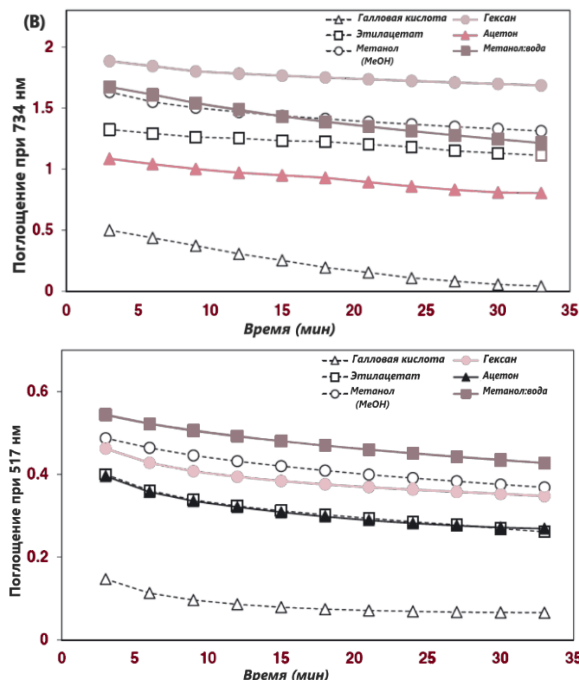 (B)
Галловая кислота
Гексан
Этилацетат
Ацетон
Метанол
(MeOH)
Метанол:вода
Поглощение при 734 нм
2
1.5
1
0.5
0
0 5 10 15 20 25 30 35
Время (мин)
Галловая кислота
Гексан
Этилацетат
Ацетон
Метанол
(MeOH)
Метанол:вода
Поглощение при 517 нм
0.6
0.4
0.2
0
0 5 10 15 20 25 30 35
Время (мин)